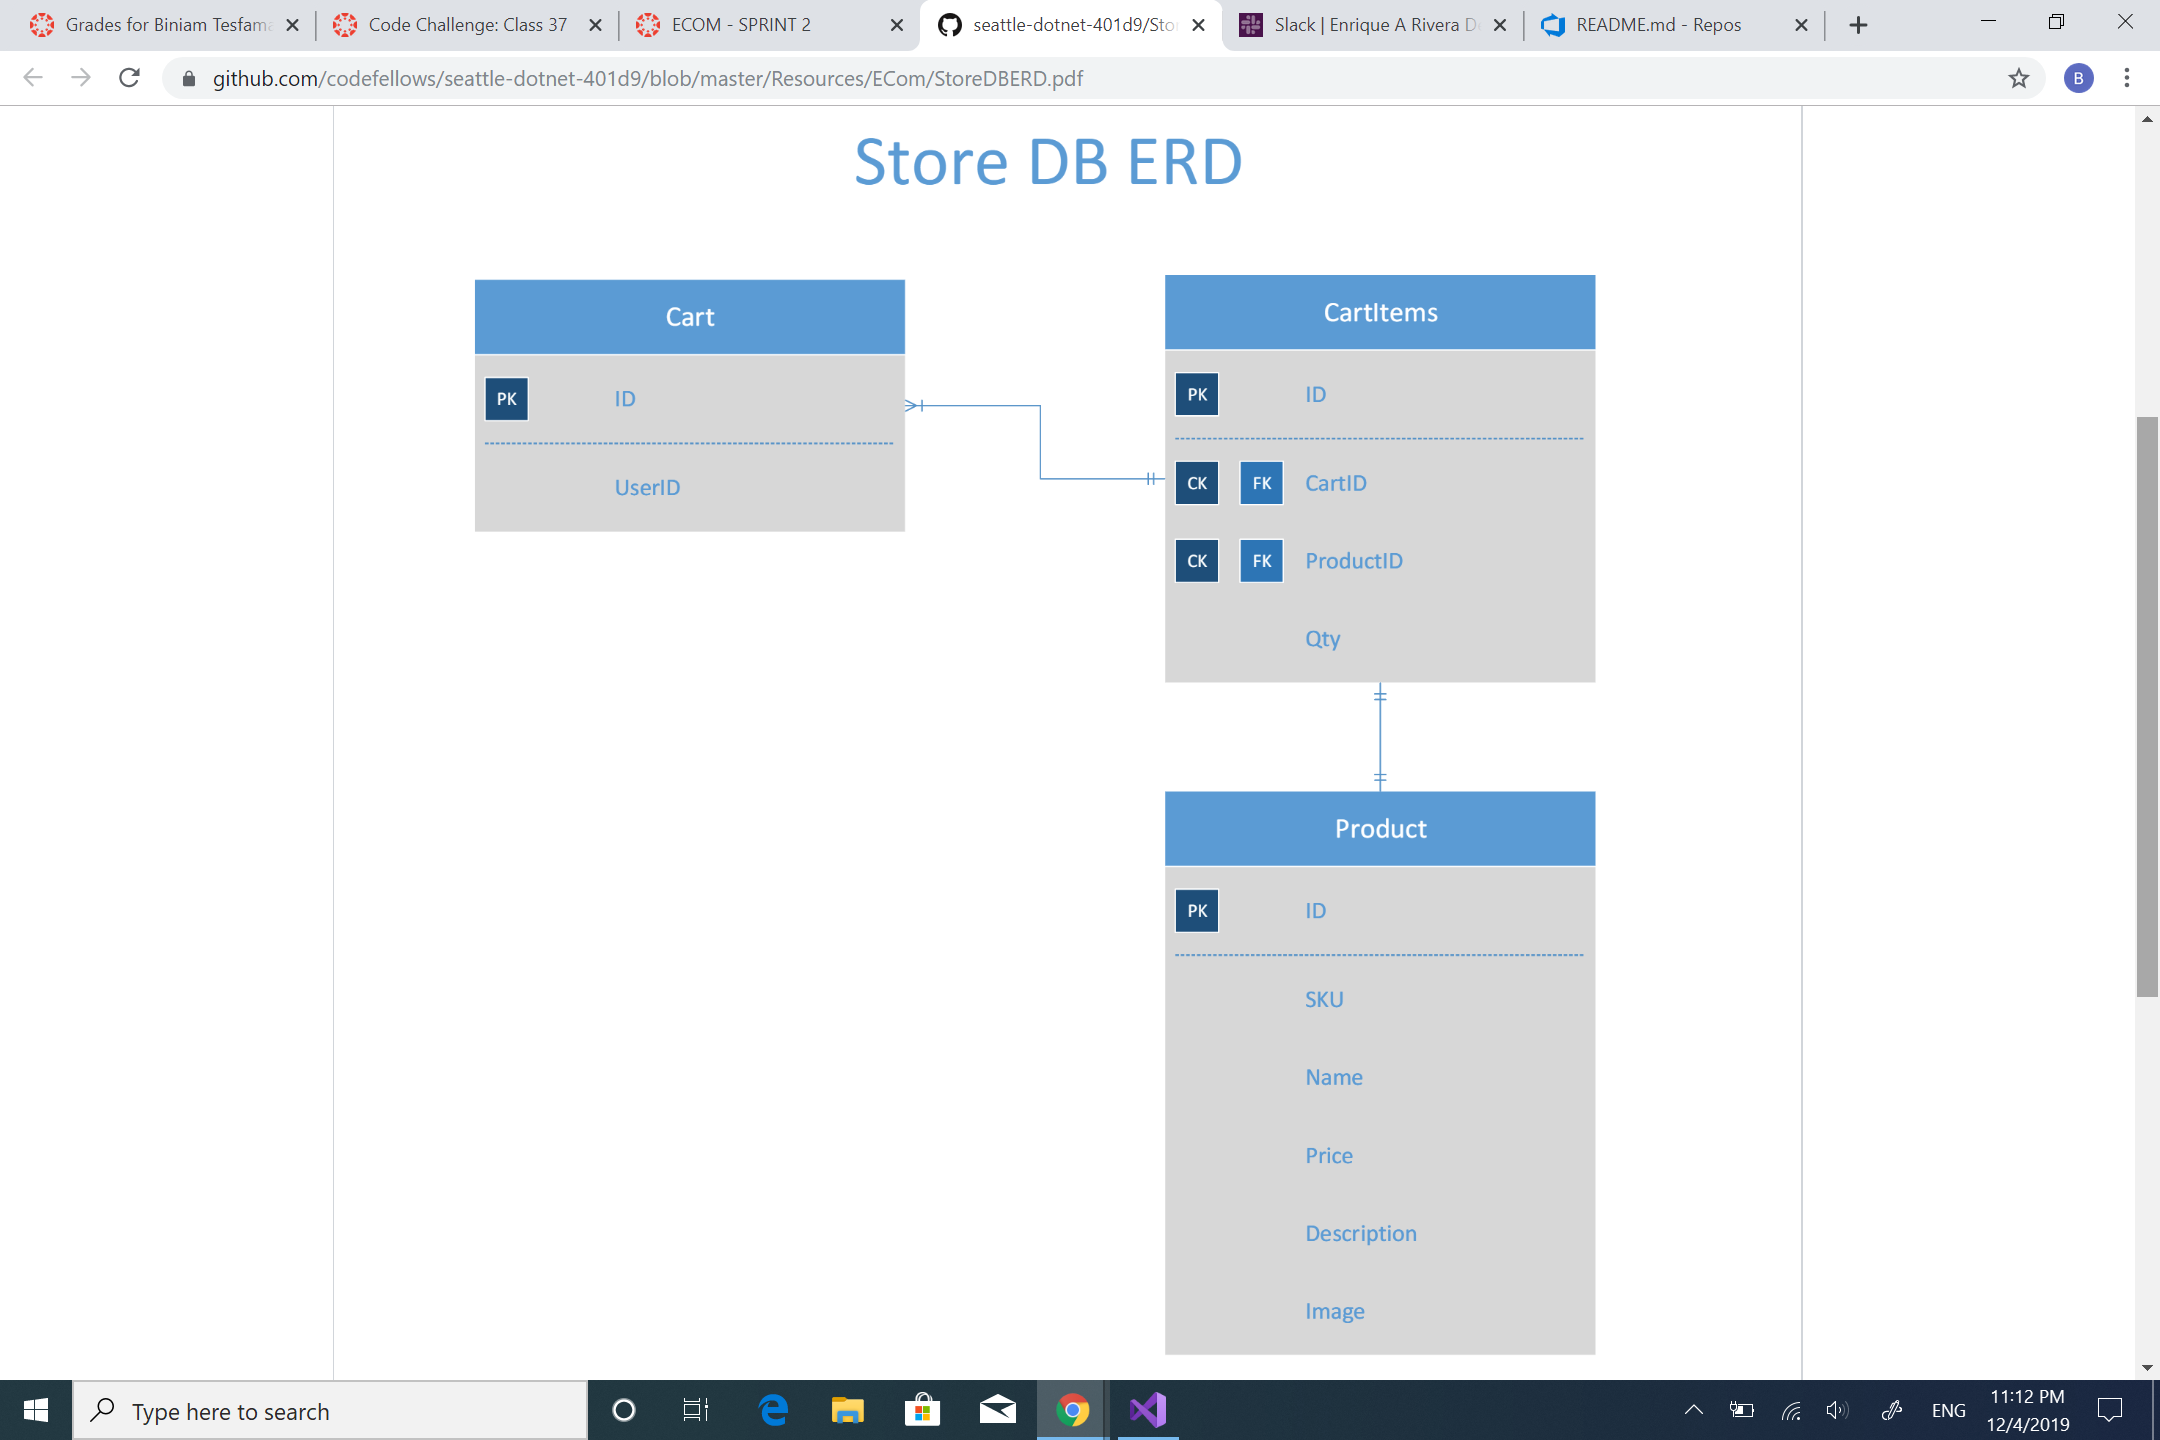 Grades for Biniam Tesfama
Code Challenge: Class 37
ECOM - SPRINT 2
seattle-dotnet-401d9/Sto
Slack | Enrique A Rivera D
README.md - Repos
github.com/codefellows/seattle-dotnet-401d9/blob/master/Resources/ECom/StoreDBERD.pdf
B
Store DB ERD
Cart
PK ID
UserID
CartItems
PK ID
CK FK CartID
CK FK ProductID
Qty
Product
PK ID
SKU
Name
Price
Description
Image
Type here to search
ENG
11:12 PM
12/4/2019